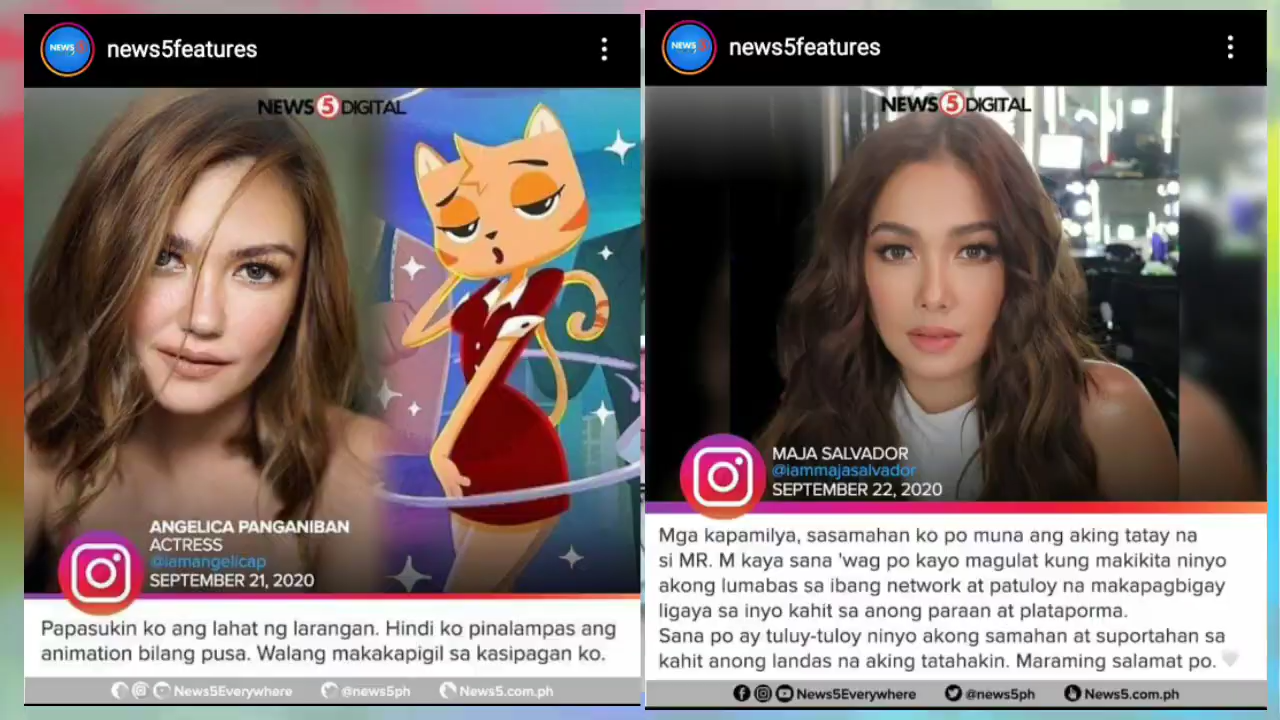 NEWS5
news5features
NEWS 5 DIGITAL
ANGELICA PANGANIBAN
ACTRESS
@iamangelicap
SEPTEMBER 21, 2020
Papasukin ko ang lahat ng larangan. Hindi ko pinalampas ang
animation bilang pusa. Walang makakapigil sa kasipagan ko.
News5Everywhere @news5ph News5.com.ph
NEWS5
news5features
NEWS 5 DIGITAL
MAJA SALVADOR
@iammajasalvador
SEPTEMBER 22, 2020
Mga kapamilya, sasamahan ko po muna ang aking tatay na
si MR. M kaya sana 'wag po kayo magulat kung makikita ninyo
akong lumabas sa ibang network at patuloy na makapagbigay
ligaya sa inyo kahit sa anong paraan at plataporma.
Sana po ay tuluy-tuloy ninyo akong samahan at suportahan sa
kahit anong landas na aking tatahakin. Maraming salamat po.
News5Everywhere @news5ph News5.com.ph